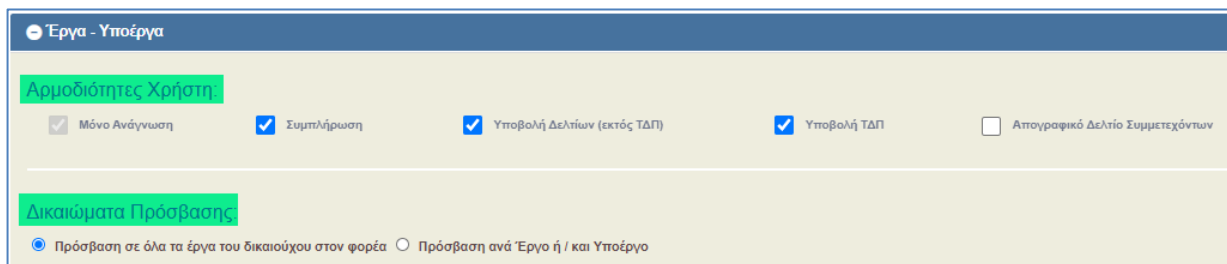 Έργα - Υποέργα
Αρμοδιότητες Χρήστη:
Μόνο Ανάγνωση Συμπλήρωση Υποβολή Δελτίων (εκτός ΤΔΠ) Υποβολή ΤΔΠ Απογραφικό Δελτίο Συμμετεχόντων
Δικαιώματα Πρόσβασης:
Πρόσβαση σε όλα τα έργα του δικαιούχου στον φορέα Πρόσβαση ανά Έργο ή / και Υποέργο